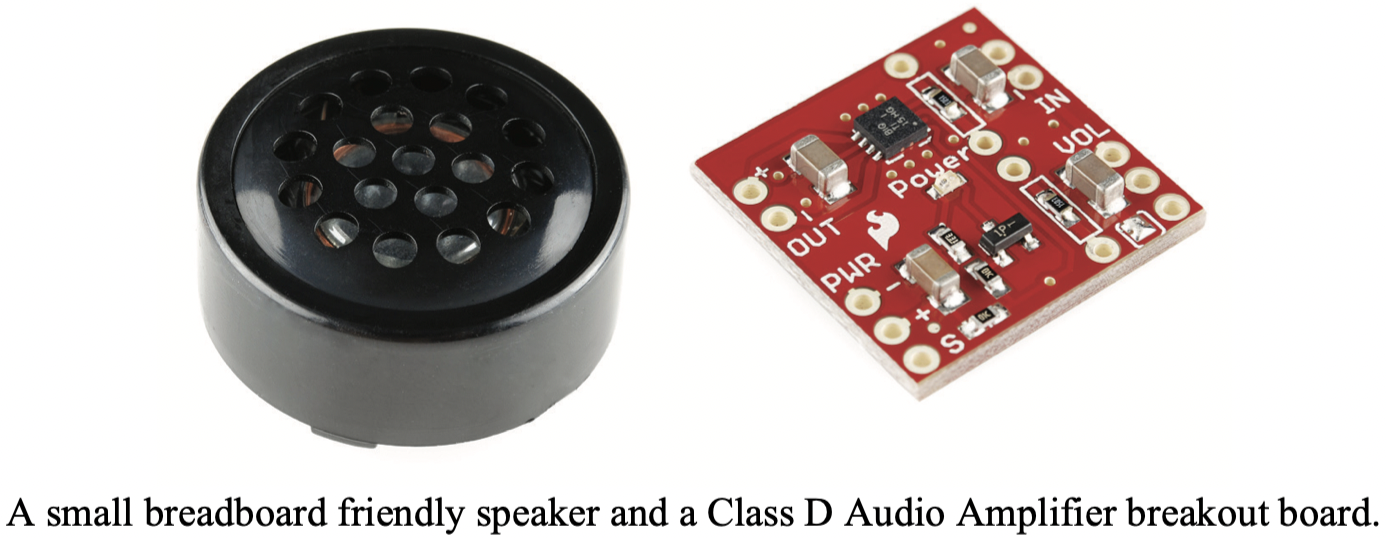 IN
VOL
Power
+
-
OUT
PWR
-
+
S
A small breadboard friendly speaker and a Class D Audio Amplifier breakout board.